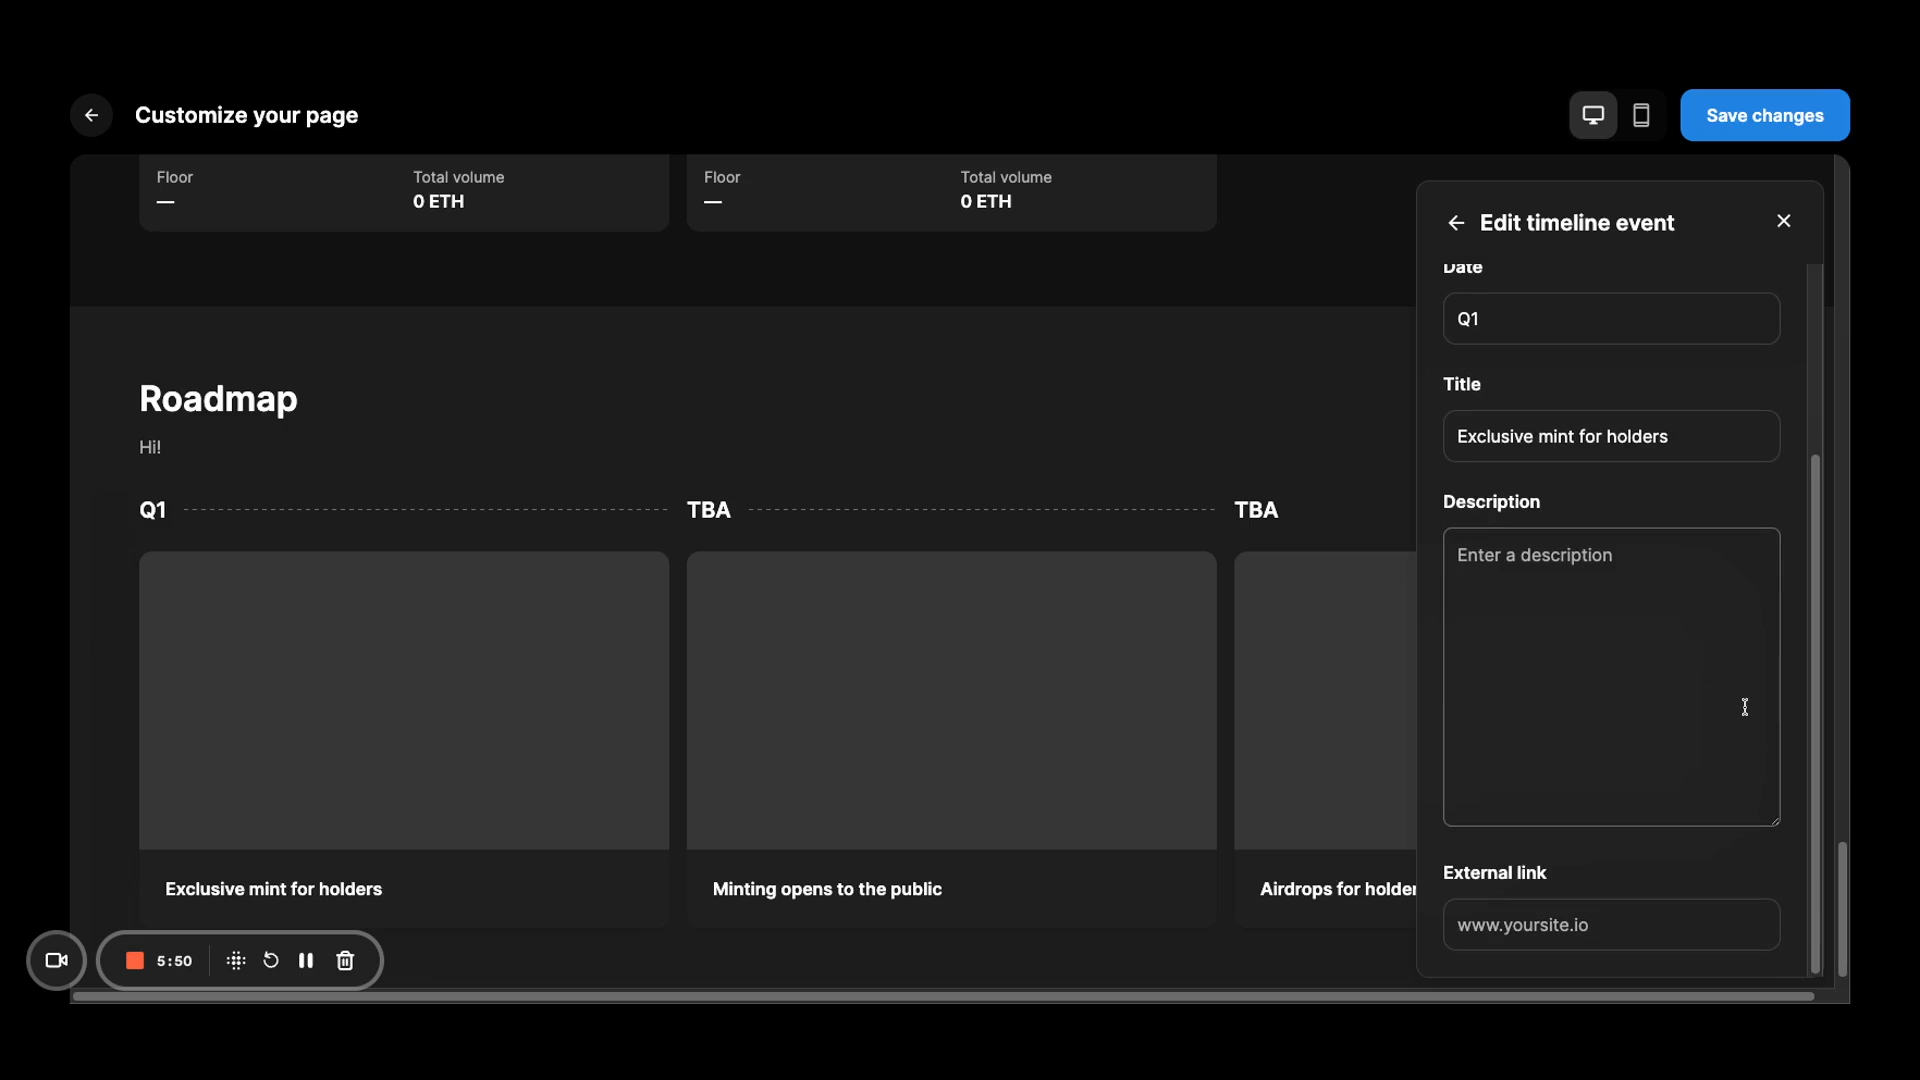 Customize your page
Save changes
Floor
—
Total volume
0 ETH
Floor
—
Total volume
0 ETH
Roadmap
Hi!
Q1
TBA
TBA
Exclusive mint for holders
Minting opens to the public
Airdrops for holder
Edit timeline event
Date
Q1
Title
Exclusive mint for holders
Description
Enter a description
External link
www.yoursite.io
5:50